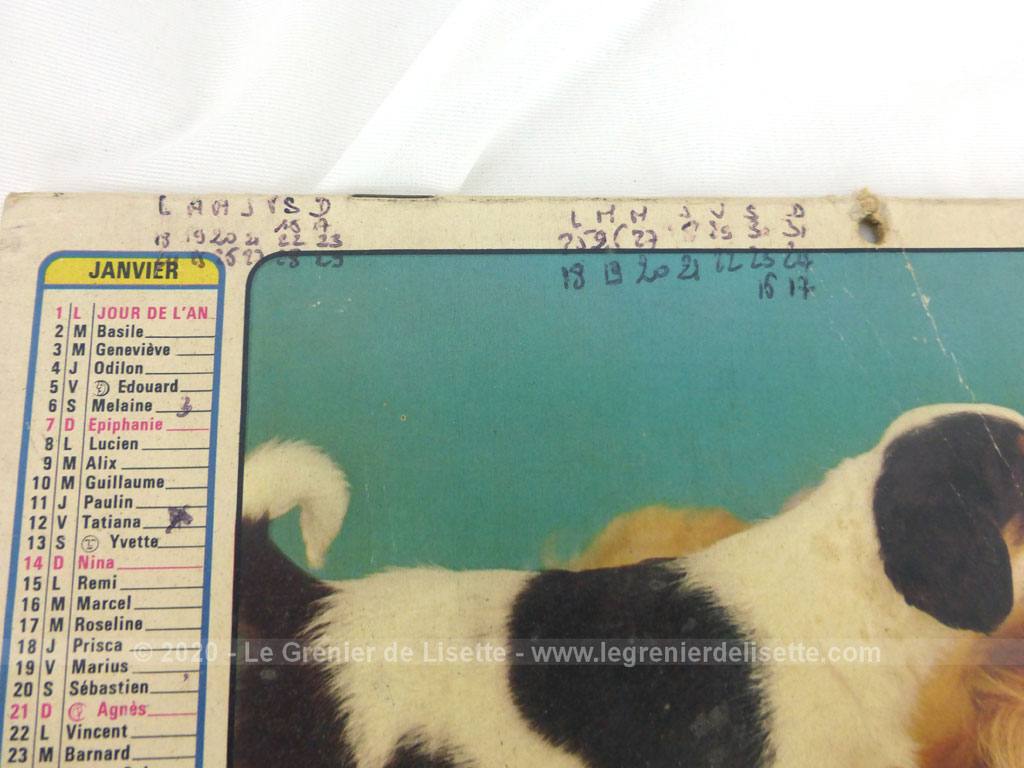 L M M J V S D
18 19 20 21 22 23
L M M J V S D
25 26 27
18 19 20 21 22 23 24
16 17
JANVIER
1 L JOUR DE L'AN
2 M Basile
3 M Geneviève
4 J Odilon
5 V Edouard
6 S Melaine
7 D Epiphanie
8 L Lucien
9 M Alix
10 M Guillaume
11 J Paulin
12 V Tatiana
13 S Yvette
14 D Nina
15 L Remi
16 M Marcel
17 M Roseline
18 J Prisca
19 V Marius
20 S Sébastien
21 D Agnès
22 L Vincent
23 M Barnard
© 2020 - Le Grenier de Lisette - www.legrenierdelisette.com